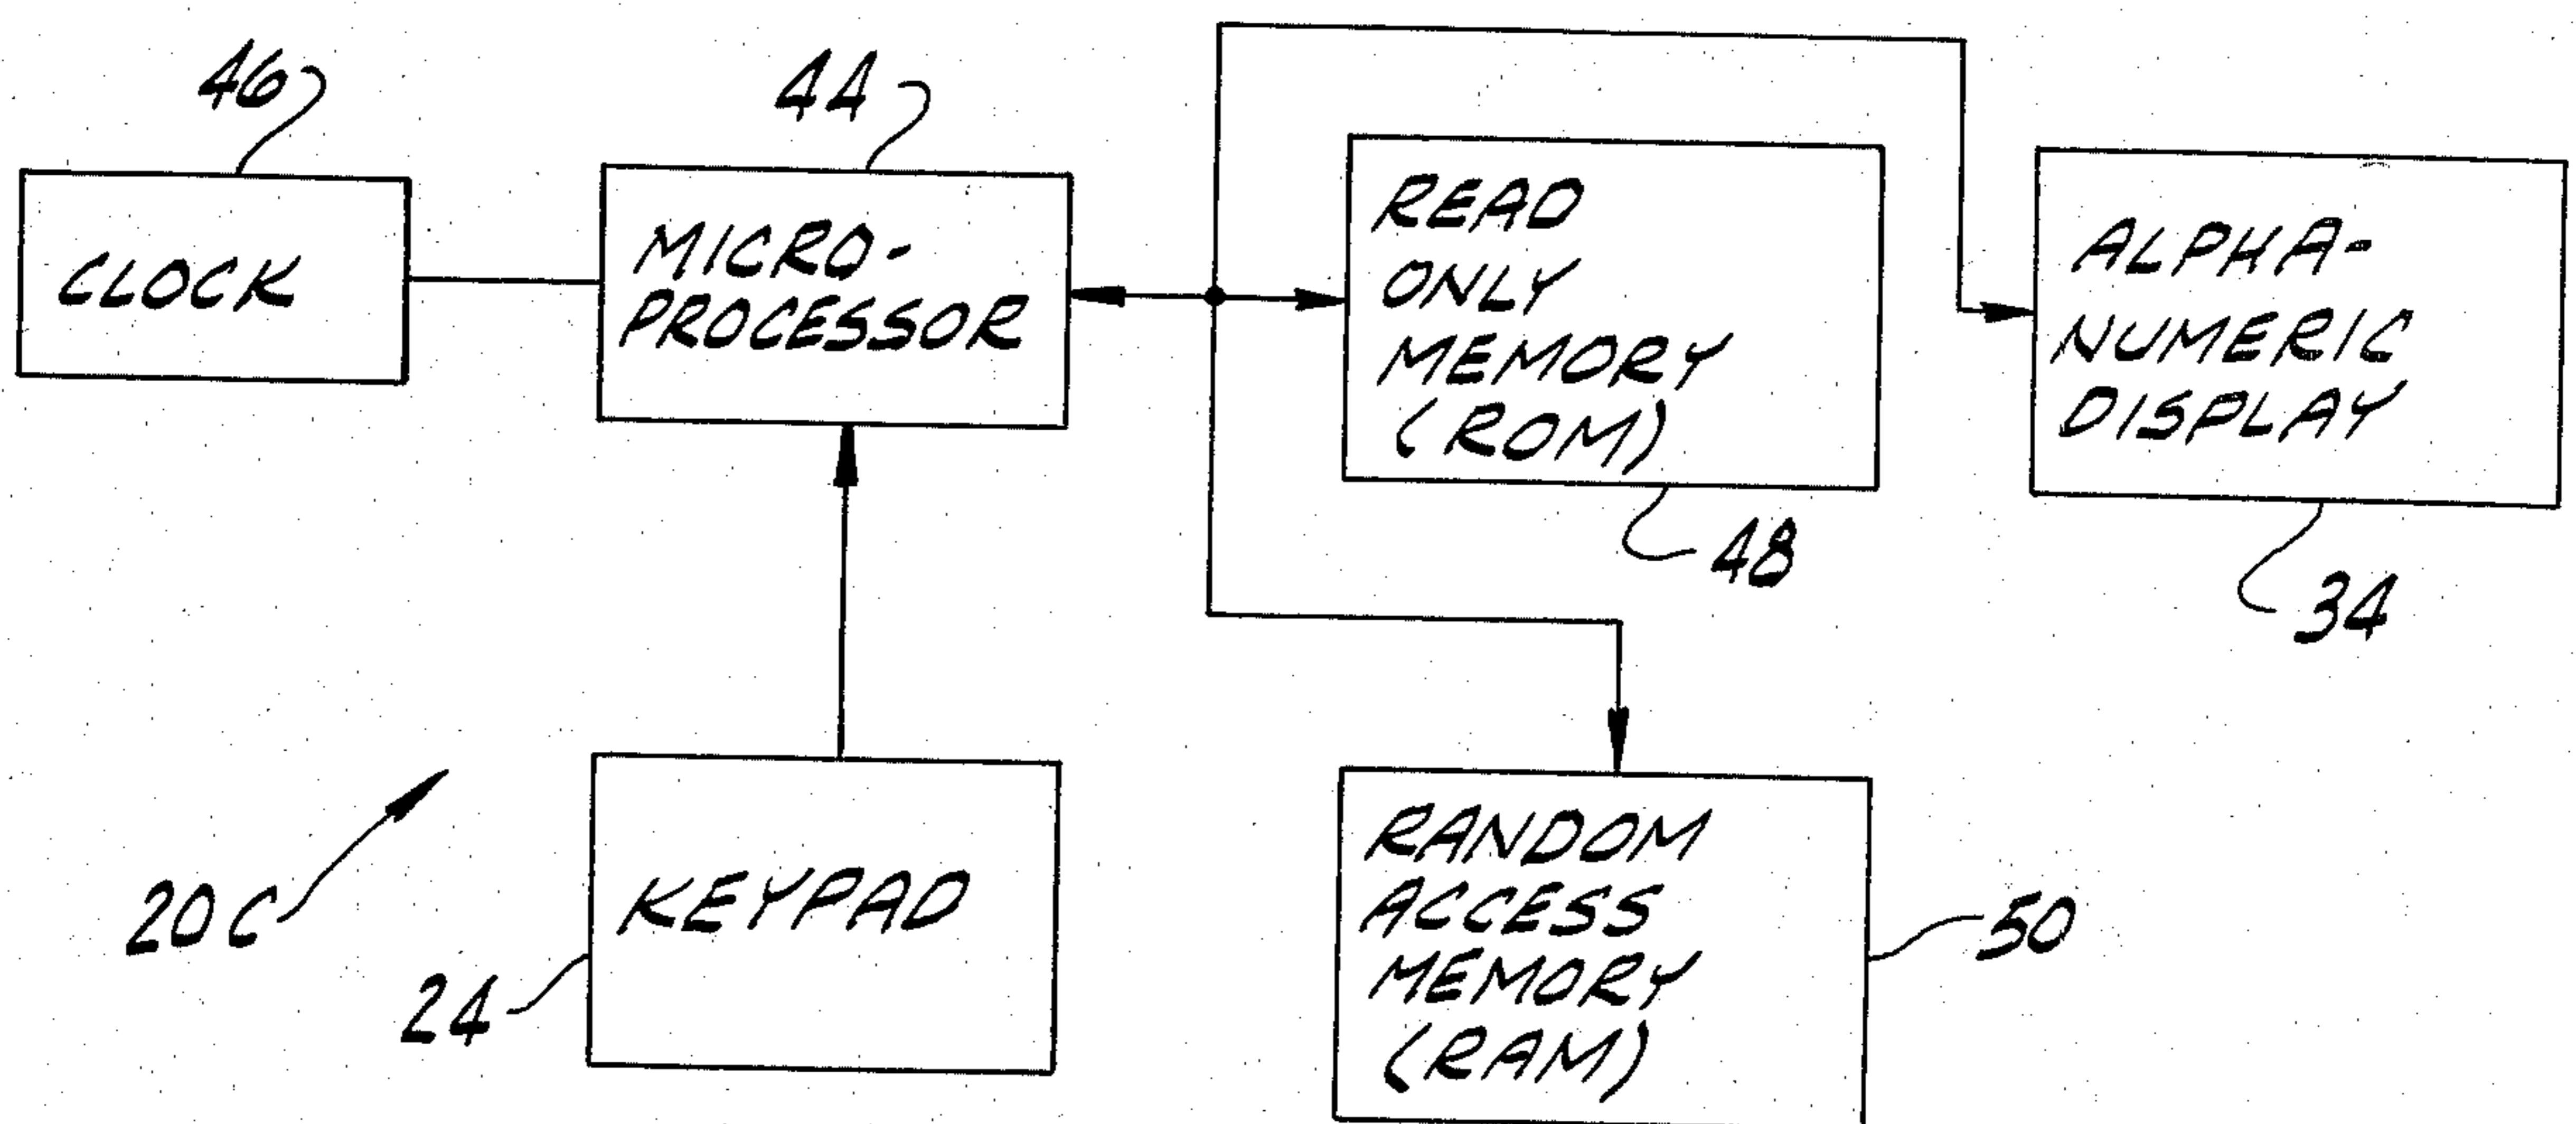 46
44
CLOCK
MICRO-
PROCESSOR
READ
ONLY
MEMORY
(ROM)
48
ALPHA-
NUMERIC
DISPLAY
34
20C
24
KEYPAD
RANDOM
ACCESS
MEMORY
(RAM)
50